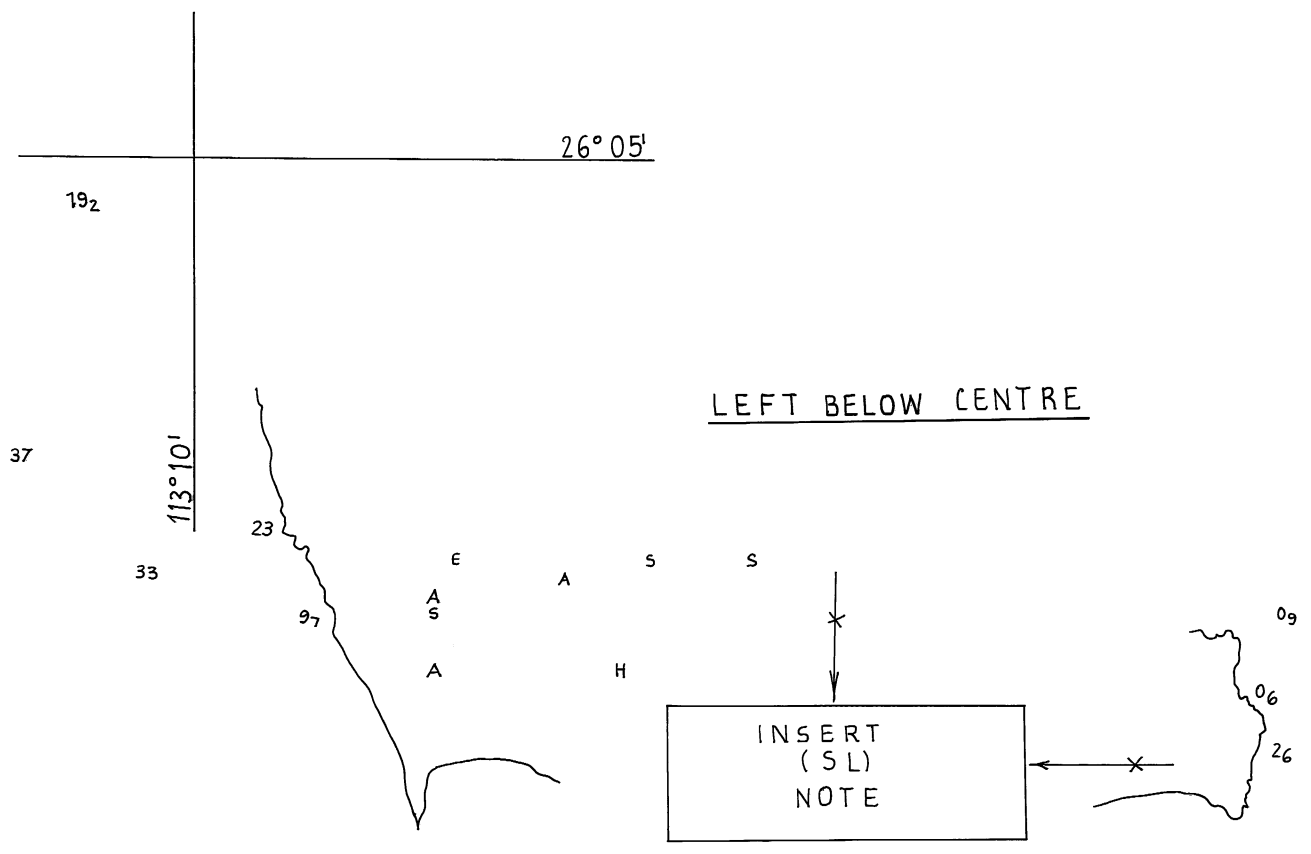 26° 05'
19₂
LEFT BELOW CENTRE
113° 10'
37
23
33
E A S S
A
S
9₇
0₉
A H
0₆
INSERT
(SL)
NOTE
26